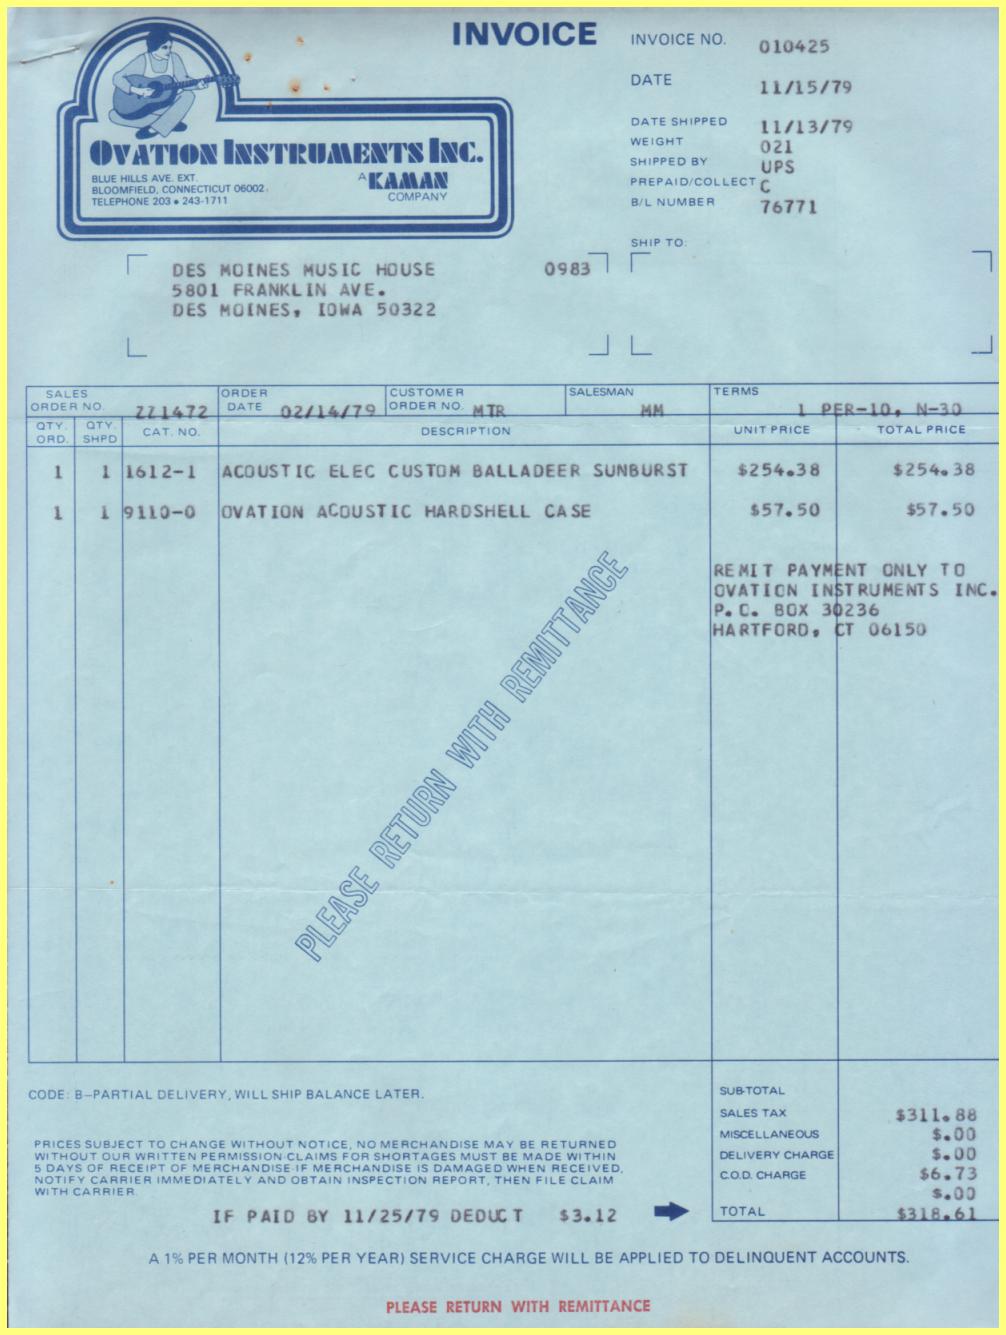 INVOICE
INVOICE NO. 010425
DATE 11/15/79
DATE SHIPPED 11/13/79
WEIGHT 021
SHIPPED BY UPS
PREPAID/COLLECT C
B/L NUMBER 76771
OVATION INSTRUMENTS INC.
BLUE HILLS AVE. EXT.
BLOOMFIELD, CONNECTICUT 06002
TELEPHONE 203 • 243-1711
A KAMAN
COMPANY
SHIP TO:
DES MOINES MUSIC HOUSE 0983
5801 FRANKLIN AVE.
DES MOINES, IOWA 50322
SALES ORDER NO. ZZ1472 ORDER DATE 02/14/79 CUSTOMER ORDER NO. MTR SALESMAN MM TERMS 1 PER-10, N-30
QTY. ORD. QTY. SHPD CAT. NO. DESCRIPTION UNIT PRICE TOTAL PRICE
1 1 1612-1 ACOUSTIC ELEC CUSTOM BALLADEER SUNBURST $254.38 $254.38
1 1 9110-0 OVATION ACOUSTIC HARDSHELL CASE $57.50 $57.50
REMIT PAYMENT ONLY TO
OVATION INSTRUMENTS INC.
P.O. BOX 30236
HARTFORD, CT 06150
PLEASE RETURN WITH REMITTANCE
CODE: B—PARTIAL DELIVERY, WILL SHIP BALANCE LATER.
SUB-TOTAL
SALES TAX $311.88
MISCELLANEOUS $.00
DELIVERY CHARGE $.00
C.O.D. CHARGE $6.73
$.00
TOTAL $318.61
PRICES SUBJECT TO CHANGE WITHOUT NOTICE, NO MERCHANDISE MAY BE RETURNED
WITHOUT OUR WRITTEN PERMISSION-CLAIMS FOR SHORTAGES MUST BE MADE WITHIN
5 DAYS OF RECEIPT OF MERCHANDISE-IF MERCHANDISE IS DAMAGED WHEN RECEIVED,
NOTIFY CARRIER IMMEDIATELY AND OBTAIN INSPECTION REPORT, THEN FILE CLAIM
WITH CARRIER.
IF PAID BY 11/25/79 DEDUCT $3.12
A 1% PER MONTH (12% PER YEAR) SERVICE CHARGE WILL BE APPLIED TO DELINQUENT ACCOUNTS.
PLEASE RETURN WITH REMITTANCE